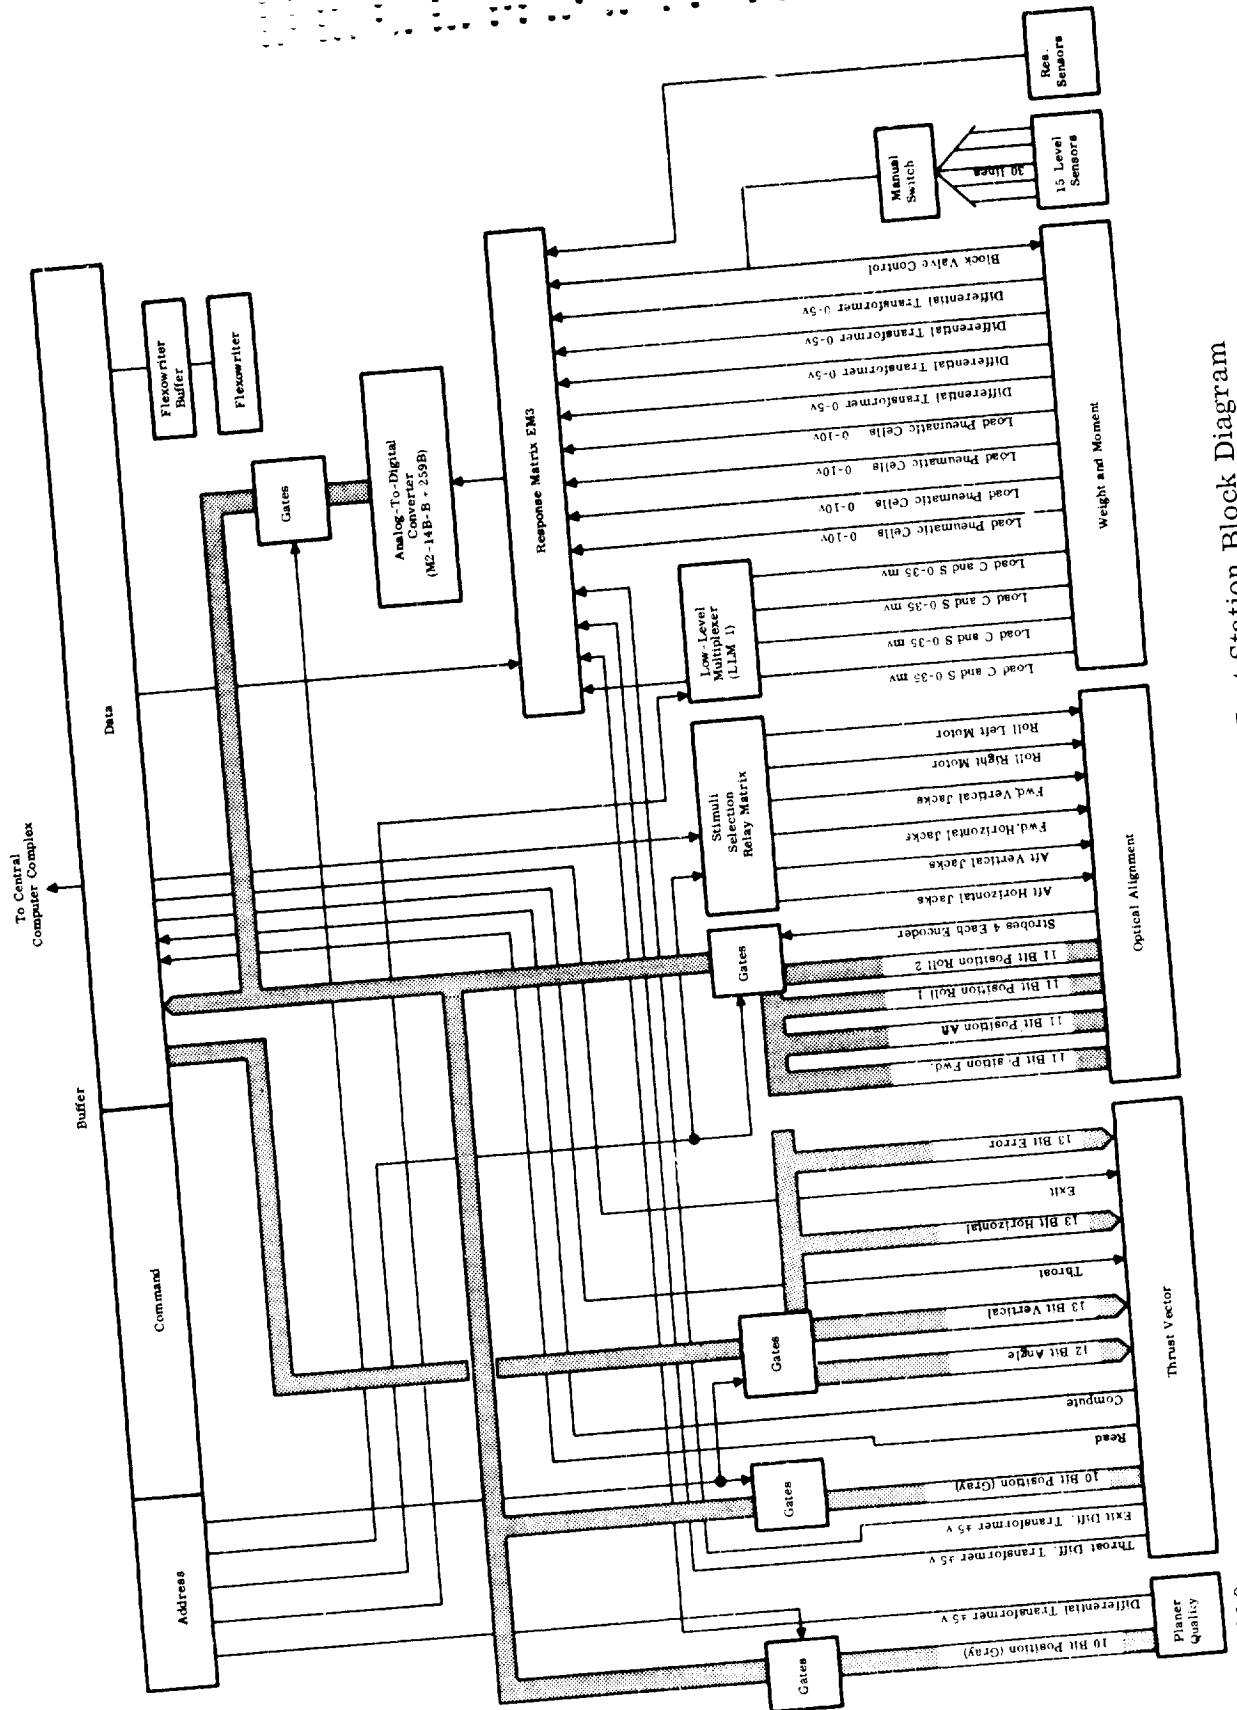 To Central
Computer Complex
Buffer
Address
Command
Data
Flexowriter
Buffer
Flexowriter
Gates
Analog-To-Digital
Converter
(M2-14B-B + 259B)
Response Matrix EM3
Res.
Sensors
Manual
Switch
30 lines
15 Level
Sensors
Low-Level
Multiplexer
(LLM 1)
Stimuli
Selection
Relay Matrix
Gates
Gates
Gates
Gates
Block Valve Control
Differential Transformer 0-5v
Differential Transformer 0-5v
Differential Transformer 0-5v
Differential Transformer 0-5v
Load Pneumatic Cells 0-10v
Load Pneumatic Cells 0-10v
Load Pneumatic Cells 0-10v
Load Pneumatic Cells 0-10v
Load C and S 0-35 mv
Load C and S 0-35 mv
Load C and S 0-35 mv
Load C and S 0-35 mv
Weight and Moment
Roll Left Motor
Roll Right Motor
Fwd. Vertical Jacks
Fwd. Horizontal Jacks
Aft Vertical Jacks
Aft Horizontal Jacks
Strobes 4 Each Encoder
11 Bit Position Roll 2
11 Bit Position Roll 1
11 Bit Position Aft
11 Bit Position Fwd.
Optical Alignment
13 Bit Error
Exit
13 Bit Horizontal
Throat
13 Bit Vertical
12 Bit Angle
Compute
Read
10 Bit Position (Gray)
Exit Diff. Transformer ±5 v
Throat Diff. Transformer ±5 v
Thrust Vector
Differential Transformer ±5 v
10 Bit Position (Gray)
Planer
Quality
Station Block Diagram